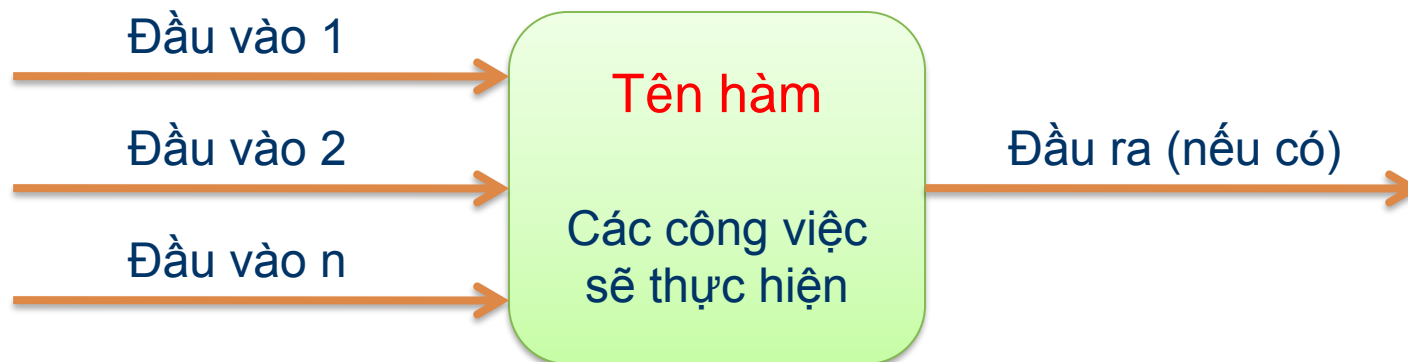 Đầu vào 1
Đầu vào 2
Đầu vào n
Tên hàm
Các công việc
sẽ thực hiện
Đầu ra (nếu có)